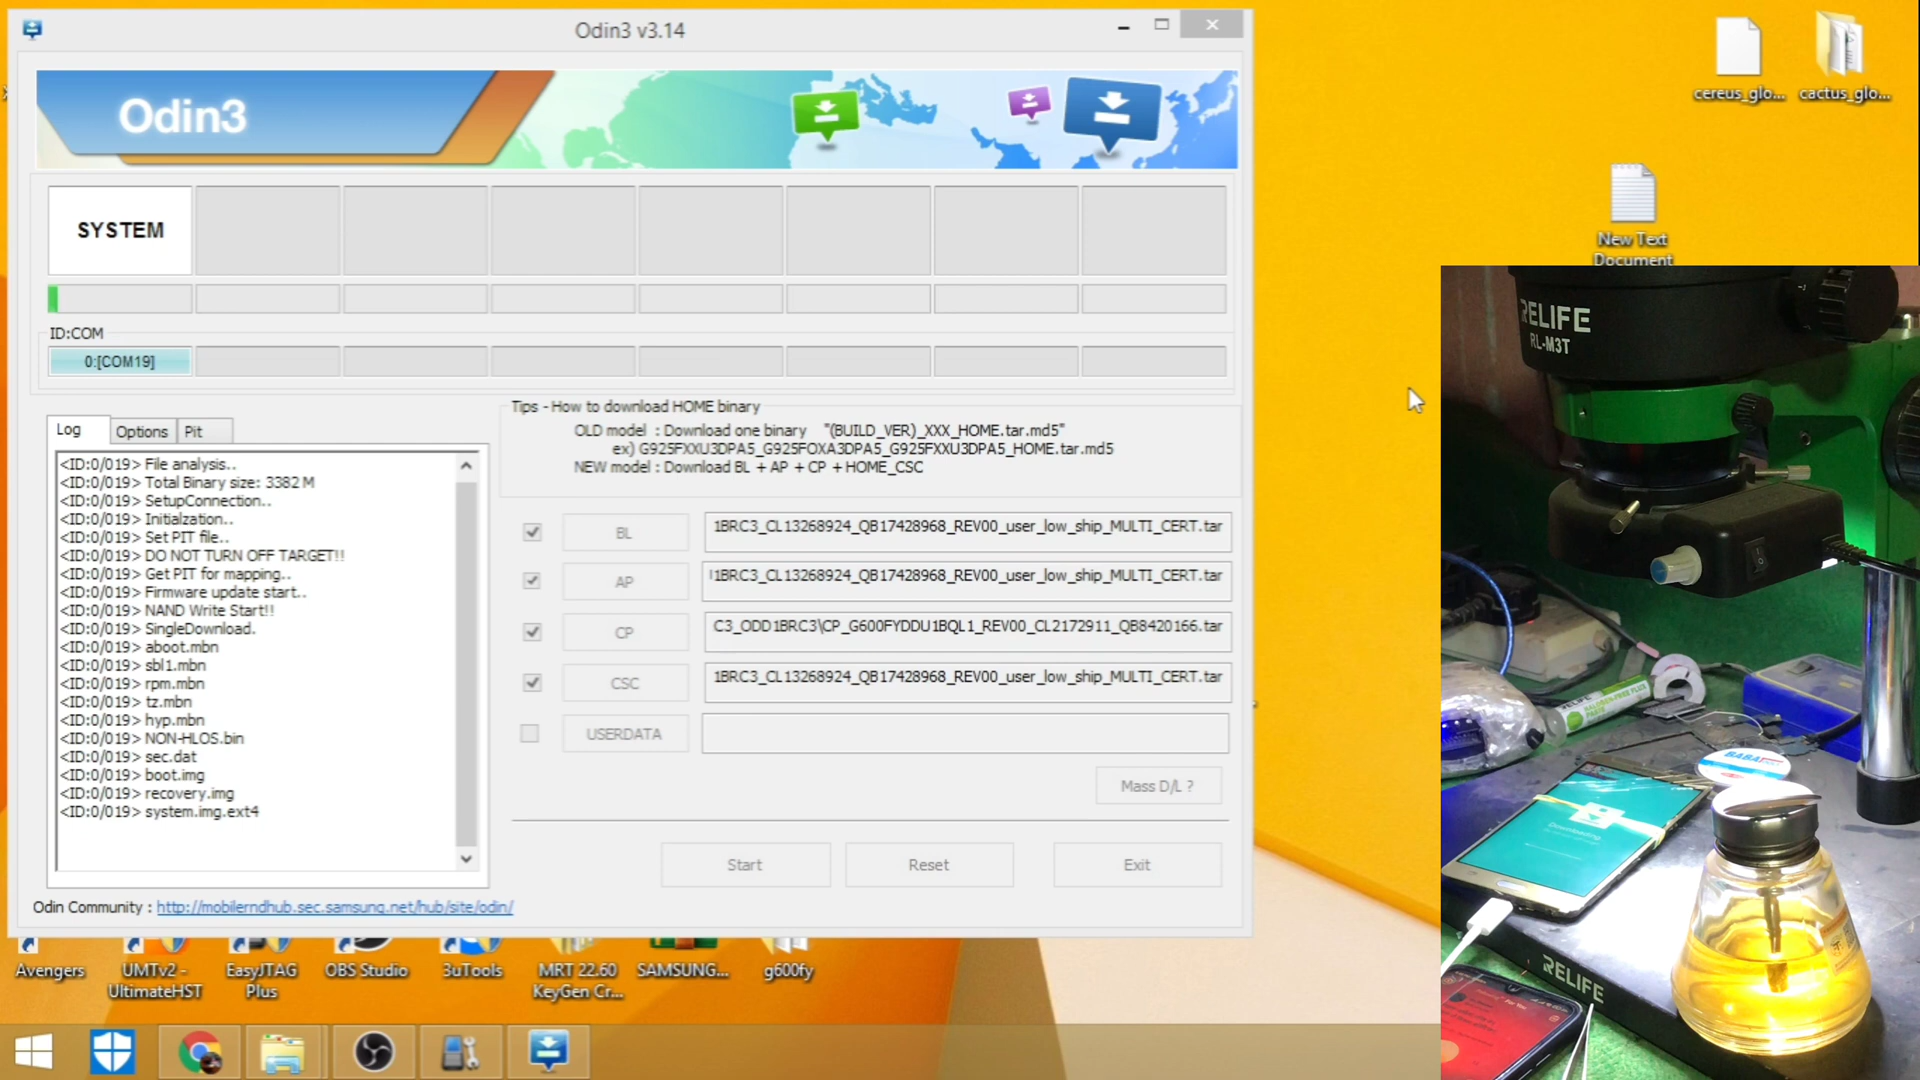 Odin3 v3.14
Odin3
SYSTEM
ID:COM
0:[COM19]
Log
Options
Pit
<ID:0/019> File analysis..
<ID:0/019> Total Binary size: 3382 M
<ID:0/019> SetupConnection..
<ID:0/019> Initialzation..
<ID:0/019> Set PIT file..
<ID:0/019> DO NOT TURN OFF TARGET!!
<ID:0/019> Get PIT for mapping..
<ID:0/019> Firmware update start..
<ID:0/019> NAND Write Start!!
<ID:0/019> SingleDownload.
<ID:0/019> aboot.mbn
<ID:0/019> sbl1.mbn
<ID:0/019> rpm.mbn
<ID:0/019> tz.mbn
<ID:0/019> hyp.mbn
<ID:0/019> NON-HLOS.bin
<ID:0/019> sec.dat
<ID:0/019> boot.img
<ID:0/019> recovery.img
<ID:0/019> system.img.ext4
Tips - How to download HOME binary
OLD model : Download one binary "(BUILD_VER)_XXX_HOME.tar.md5"
ex) G925FXXU3DPA5_G925FOXA3DPA5_G925FXXU3DPA5_HOME.tar.md5
NEW model : Download BL + AP + CP + HOME_CSC
BL
1BRC3_CL13268924_QB17428968_REV00_user_low_ship_MULTI_CERT.tar
AP
1BRC3_CL13268924_QB17428968_REV00_user_low_ship_MULTI_CERT.tar
CP
C3_ODD1BRC3\CP_G600FYDDU1BQL1_REV00_CL2172911_QB8420166.tar
CSC
1BRC3_CL13268924_QB17428968_REV00_user_low_ship_MULTI_CERT.tar
USERDATA
Mass D/L ?
Start
Reset
Exit
Odin Community : http://mobilerndhub.sec.samsung.net/hub/site/odin/
cereus_glo...
cactus_glo...
New Text
Document
Avengers
UMTv2 -
UltimateHST
EasyJTAG
Plus
OBS Studio
3uTools
MRT 22.60
KeyGen Cr...
SAMSUNG...
g600fy
RELIFE
RL-M3T
RELIFE
BABA
Downloading
RELIFE